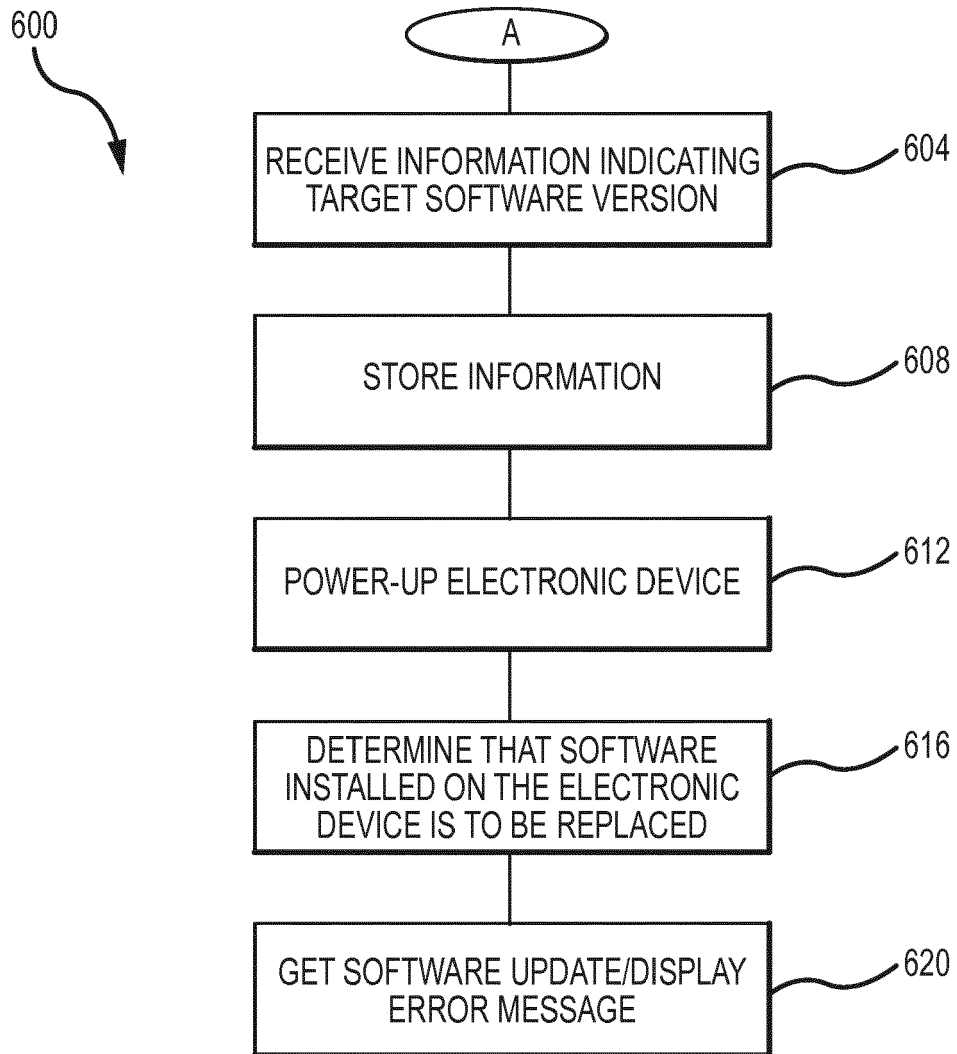 600
A
RECEIVE INFORMATION INDICATING
TARGET SOFTWARE VERSION
604
STORE INFORMATION
608
POWER-UP ELECTRONIC DEVICE
612
DETERMINE THAT SOFTWARE
INSTALLED ON THE ELECTRONIC
DEVICE IS TO BE REPLACED
616
GET SOFTWARE UPDATE/DISPLAY
ERROR MESSAGE
620